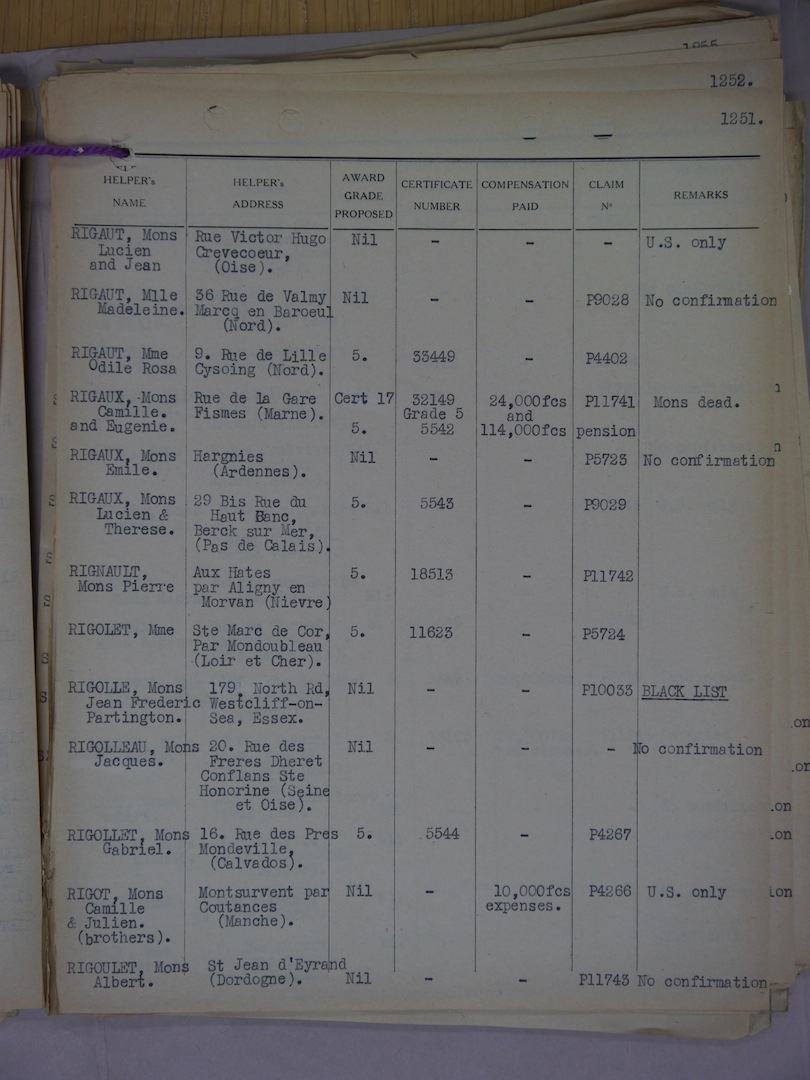 1252.
1251.
HELPER's NAME HELPER's ADDRESS AWARD GRADE PROPOSED CERTIFICATE NUMBER COMPENSATION PAID CLAIM Nº REMARKS
RIGAUT, Mons Rue Victor Hugo Nil - - - U.S. only
Lucien Crevecoeur,
and Jean (Oise).
RIGAUT, Mlle 36 Rue de Valmy Nil - - P9028 No confirmation
Madeleine. Marcq en Baroeul
(Nord).
RIGAUT, Mme 9. Rue de Lille 5. 33449 - P4402
Odile Rosa Cysoing (Nord).
RIGAUX, Mons Rue de la Gare Cert 17 32149 24,000fcs P11741 Mons dead.
Camille. Fismes (Marne). Grade 5 and
and Eugenie. 5. 5542 114,000fcs pension
RIGAUX, Mons Hargnies Nil - - P5723 No confirmation
Emile. (Ardennes).
RIGAUX, Mons 29 Bis Rue du 5. 5543 - P9029
Lucien & Haut Banc,
Therese. Berck sur Mer,
(Pas de Calais).
RIGNAULT, Aux Hates 5. 18513 - P11742
Mons Pierre par Aligny en
Morvan (Nievre)
RIGOLET, Mme Ste Marc de Cor, 5. 11623 - P5724
Par Mondoubleau
(Loir et Cher).
RIGOLLE, Mons 179, North Rd, Nil - - P10033 BLACK LIST
Jean Frederic Westcliff-on-
Partington. Sea, Essex.
RIGOLLEAU, Mons 20. Rue des Nil - - - No confirmation
Jacques. Freres Dheret
Conflans Ste
Honorine (Seine
et Oise).
RIGOLLET, Mons 16. Rue des Pres 5. 5544 - P4267
Gabriel. Mondeville,
(Calvados).
RIGOT, Mons Montsurvent par Nil - 10,000fcs P4266 U.S. only
Camille Coutances expenses.
& Julien. (Manche).
(brothers).
RIGOULET, Mons St Jean d'Eyrand
Albert. (Dordogne). Nil - - P11743 No confirmation